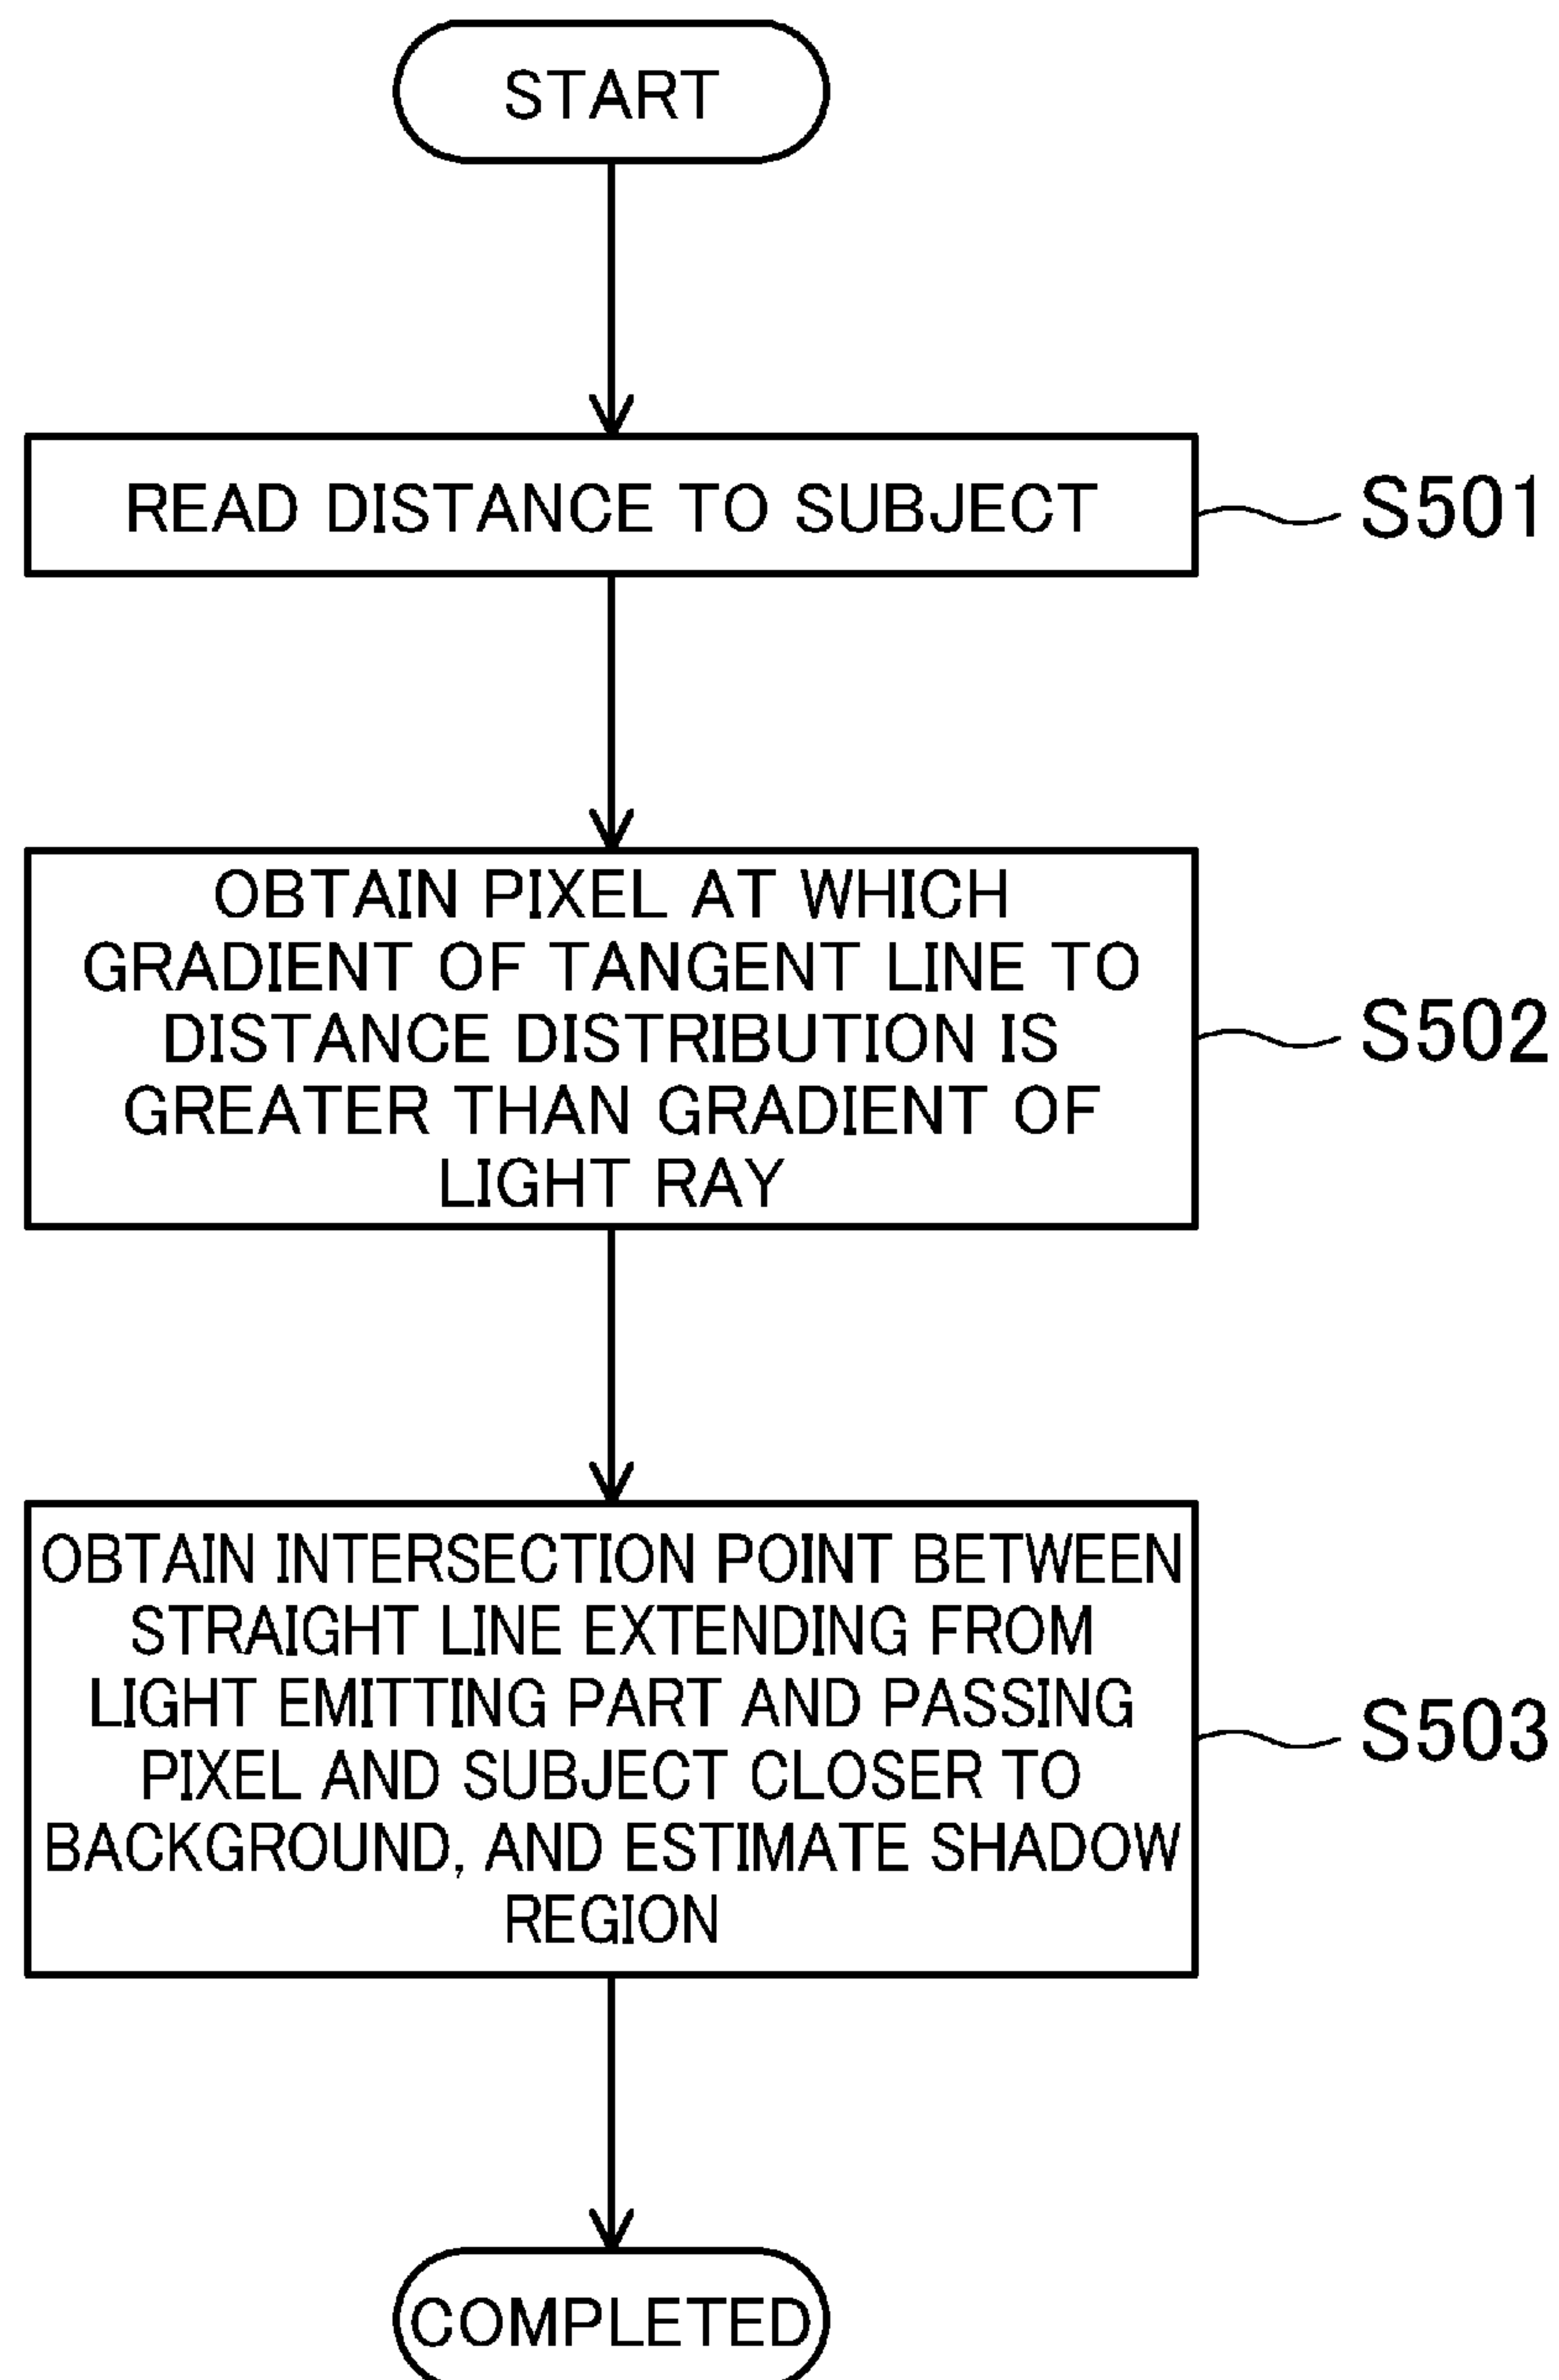 START
READ DISTANCE TO SUBJECT
S501
OBTAIN PIXEL AT WHICH
GRADIENT OF TANGENT LINE TO
DISTANCE DISTRIBUTION IS
GREATER THAN GRADIENT OF
LIGHT RAY
S502
OBTAIN INTERSECTION POINT BETWEEN
STRAIGHT LINE EXTENDING FROM
LIGHT EMITTING PART AND PASSING
PIXEL AND SUBJECT CLOSER TO
BACKGROUND, AND ESTIMATE SHADOW
REGION
S503
COMPLETED